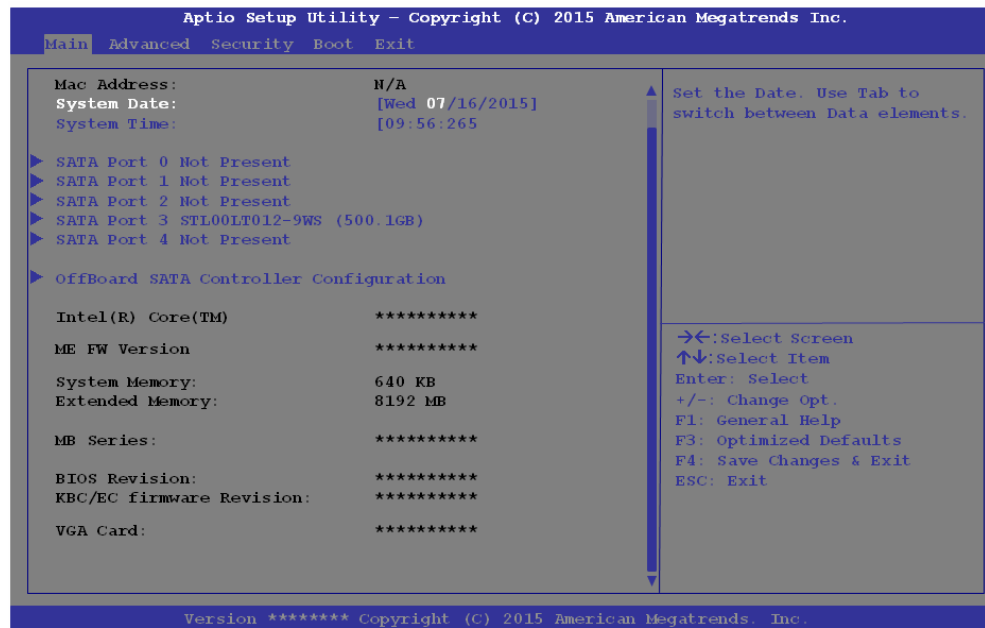 Aptio Setup Utility – Copyright (C) 2015 American Megatrends Inc.
Main Advanced Security Boot Exit
Mac Address: N/A
System Date: [Wed 07/16/2015]
System Time: [09:56:265
SATA Port 0 Not Present
SATA Port 1 Not Present
SATA Port 2 Not Present
SATA Port 3 STL00LT012-9WS (500.1GB)
SATA Port 4 Not Present
OffBoard SATA Controller Configuration
Intel(R) Core(TM) **********
ME FW Version **********
System Memory: 640 KB
Extended Memory: 8192 MB
MB Series: **********
BIOS Revision: **********
KBC/EC firmware Revision: **********
VGA Card: **********
Set the Date. Use Tab to
switch between Data elements.
→←:Select Screen
↑↓:Select Item
Enter: Select
+/-: Change Opt.
F1: General Help
F3: Optimized Defaults
F4: Save Changes & Exit
ESC: Exit
Version ******** Copyright (C) 2015 American Megatrends. Inc.